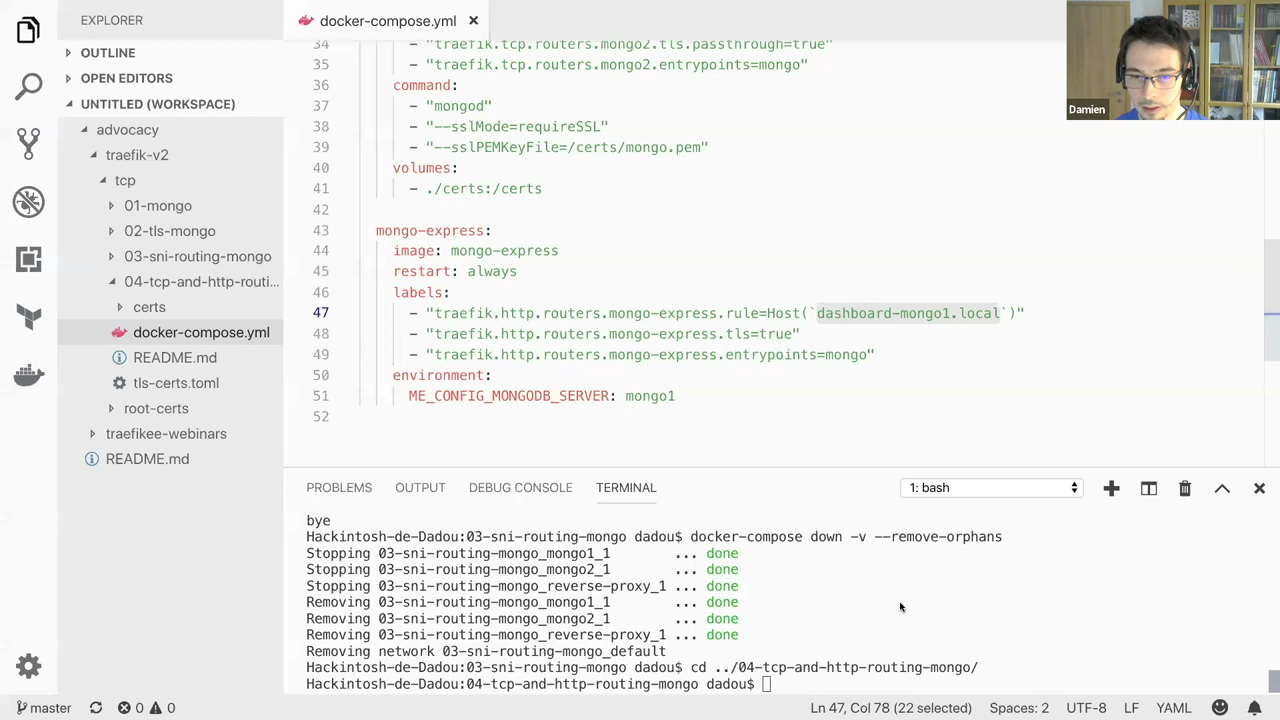 EXPLORER
OUTLINE
OPEN EDITORS
UNTITLED (WORKSPACE)
advocacy
traefik-v2
tcp
01-mongo
02-tls-mongo
03-sni-routing-mongo
04-tcp-and-http-routi...
certs
docker-compose.yml
README.md
tls-certs.toml
root-certs
traefikee-webinars
README.md
docker-compose.yml
34 - "traefik.tcp.routers.mongo2.tls.passthrough=true"
35 - "traefik.tcp.routers.mongo2.entrypoints=mongo"
36 command:
37 - "mongod"
38 - "--sslMode=requireSSL"
39 - "--sslPEMKeyFile=/certs/mongo.pem"
40 volumes:
41 - ./certs:/certs
42
43 mongo-express:
44 image: mongo-express
45 restart: always
46 labels:
47 - "traefik.http.routers.mongo-express.rule=Host(`dashboard-mongo1.local`)"
48 - "traefik.http.routers.mongo-express.tls=true"
49 - "traefik.http.routers.mongo-express.entrypoints=mongo"
50 environment:
51 ME_CONFIG_MONGODB_SERVER: mongo1
52
Damien
PROBLEMS OUTPUT DEBUG CONSOLE TERMINAL 1: bash
bye
Hackintosh-de-Dadou:03-sni-routing-mongo dadou$ docker-compose down -v --remove-orphans
Stopping 03-sni-routing-mongo_mongo1_1 ... done
Stopping 03-sni-routing-mongo_mongo2_1 ... done
Stopping 03-sni-routing-mongo_reverse-proxy_1 ... done
Removing 03-sni-routing-mongo_mongo1_1 ... done
Removing 03-sni-routing-mongo_mongo2_1 ... done
Removing 03-sni-routing-mongo_reverse-proxy_1 ... done
Removing network 03-sni-routing-mongo_default
Hackintosh-de-Dadou:03-sni-routing-mongo dadou$ cd ../04-tcp-and-http-routing-mongo/
Hackintosh-de-Dadou:04-tcp-and-http-routing-mongo dadou$
master 0 0 Ln 47, Col 78 (22 selected) Spaces: 2 UTF-8 LF YAML